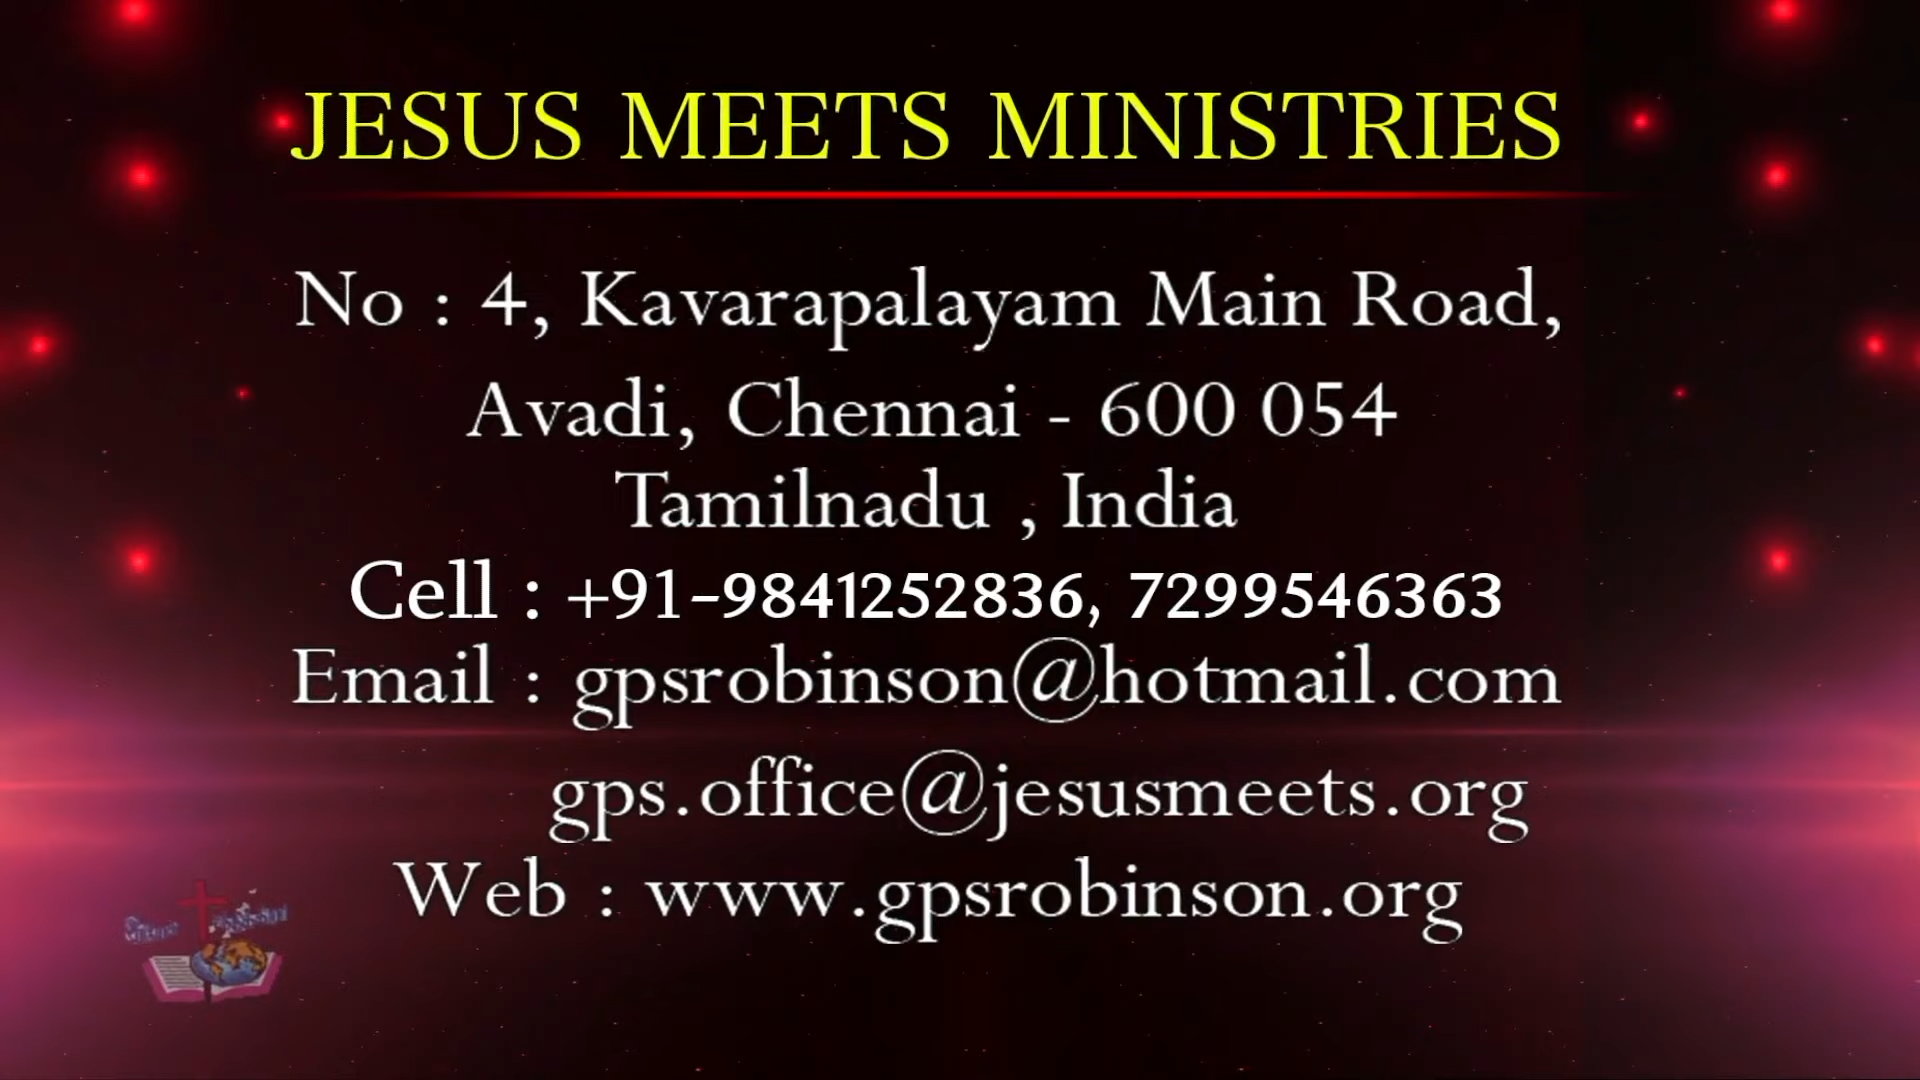 JESUS MEETS MINISTRIES
No : 4, Kavarapalayam Main Road,
Avadi, Chennai - 600 054
Tamilnadu , India
Cell : +91-9841252836, 7299546363
Email : gpsrobinson@hotmail.com
gps.office@jesusmeets.org
Web : www.gpsrobinson.org